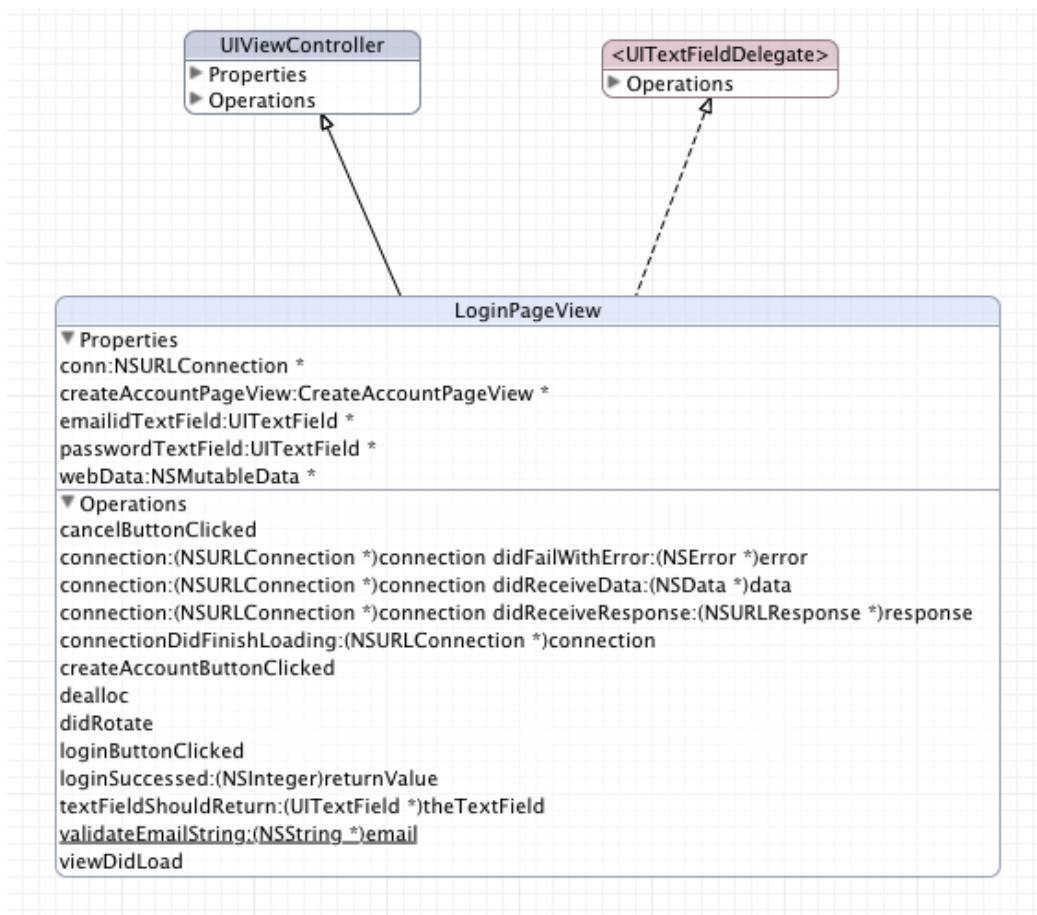 UIViewController
Properties
Operations
<UITextFieldDelegate>
Operations
LoginPageView
Properties
conn:NSURLConnection *
createAccountPageView:CreateAccountPageView *
emailidTextField:UITextField *
passwordTextField:UITextField *
webData:NSMutableData *
Operations
cancelButtonClicked
connection:(NSURLConnection *)connection didFailWithError:(NSError *)error
connection:(NSURLConnection *)connection didReceiveData:(NSData *)data
connection:(NSURLConnection *)connection didReceiveResponse:(NSURLResponse *)response
connectionDidFinishLoading:(NSURLConnection *)connection
createAccountButtonClicked
dealloc
didRotate
loginButtonClicked
loginSuccessed:(NSInteger)returnValue
textFieldShouldReturn:(UITextField *)theTextField
validateEmailString:(NSString *)email
viewDidLoad